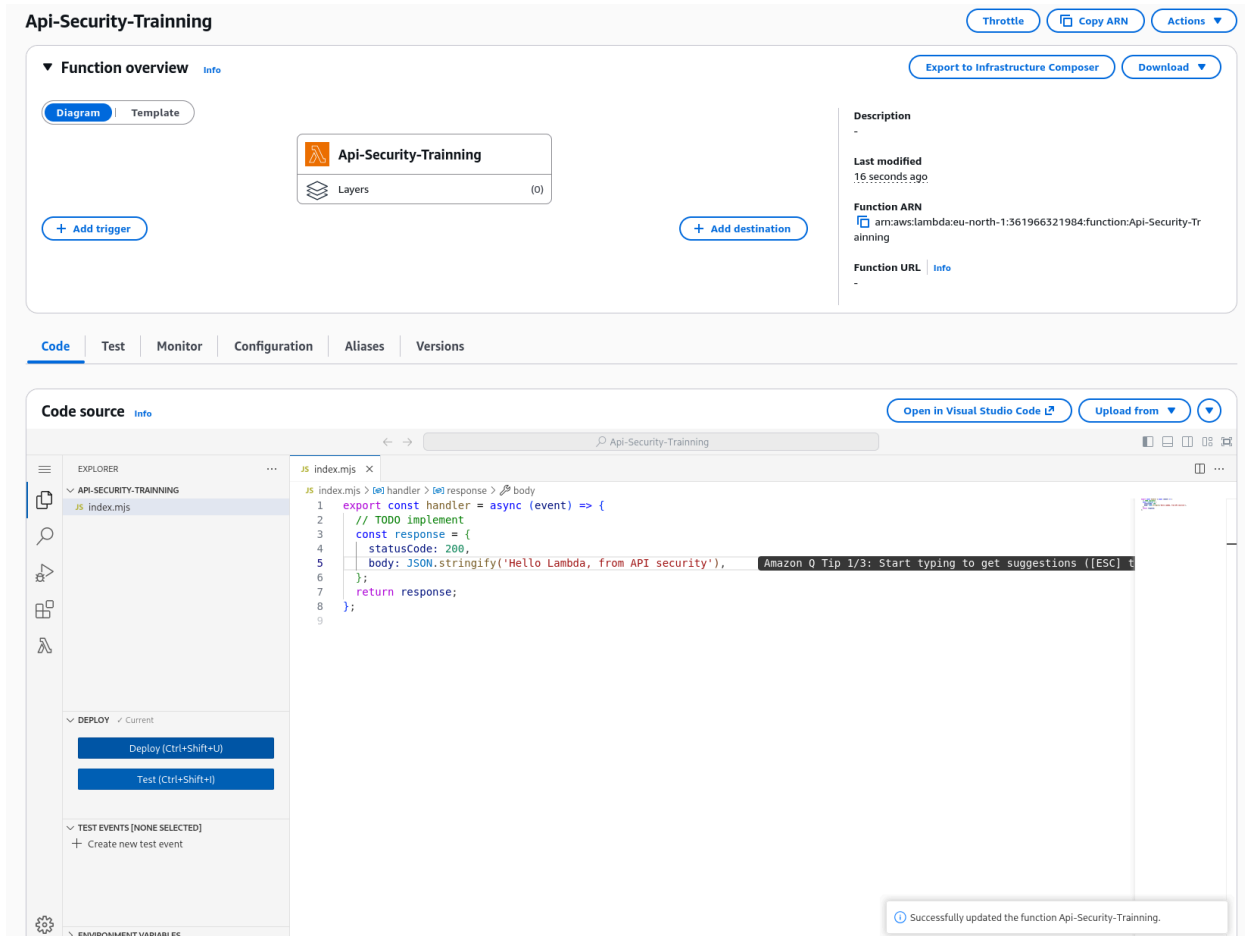 Api-Security-Trainning
Throttle
Copy ARN
Actions
Function overview Info
Export to Infrastructure Composer
Download
Diagram
Template
Api-Security-Trainning
Layers (0)
+ Add trigger
+ Add destination
Description
-
Last modified
16 seconds ago
Function ARN
arn:aws:lambda:eu-north-1:361966321984:function:Api-Security-Tr
ainning
Function URL Info
-
Code
Test
Monitor
Configuration
Aliases
Versions
Code source Info
Open in Visual Studio Code
Upload from
Api-Security-Trainning
EXPLORER
API-SECURITY-TRAINNING
JS index.mjs
JS index.mjs
JS index.mjs > handler > response > body
1 export const handler = async (event) => {
2 // TODO implement
3 const response = {
4 statusCode: 200,
5 body: JSON.stringify('Hello Lambda, from API security'), Amazon Q Tip 1/3: Start typing to get suggestions ([ESC] t
6 };
7 return response;
8 };
9
DEPLOY ✓ Current
Deploy (Ctrl+Shift+U)
Test (Ctrl+Shift+I)
TEST EVENTS [NONE SELECTED]
+ Create new test event
ENVIRONMENT VARIABLES
Successfully updated the function Api-Security-Trainning.